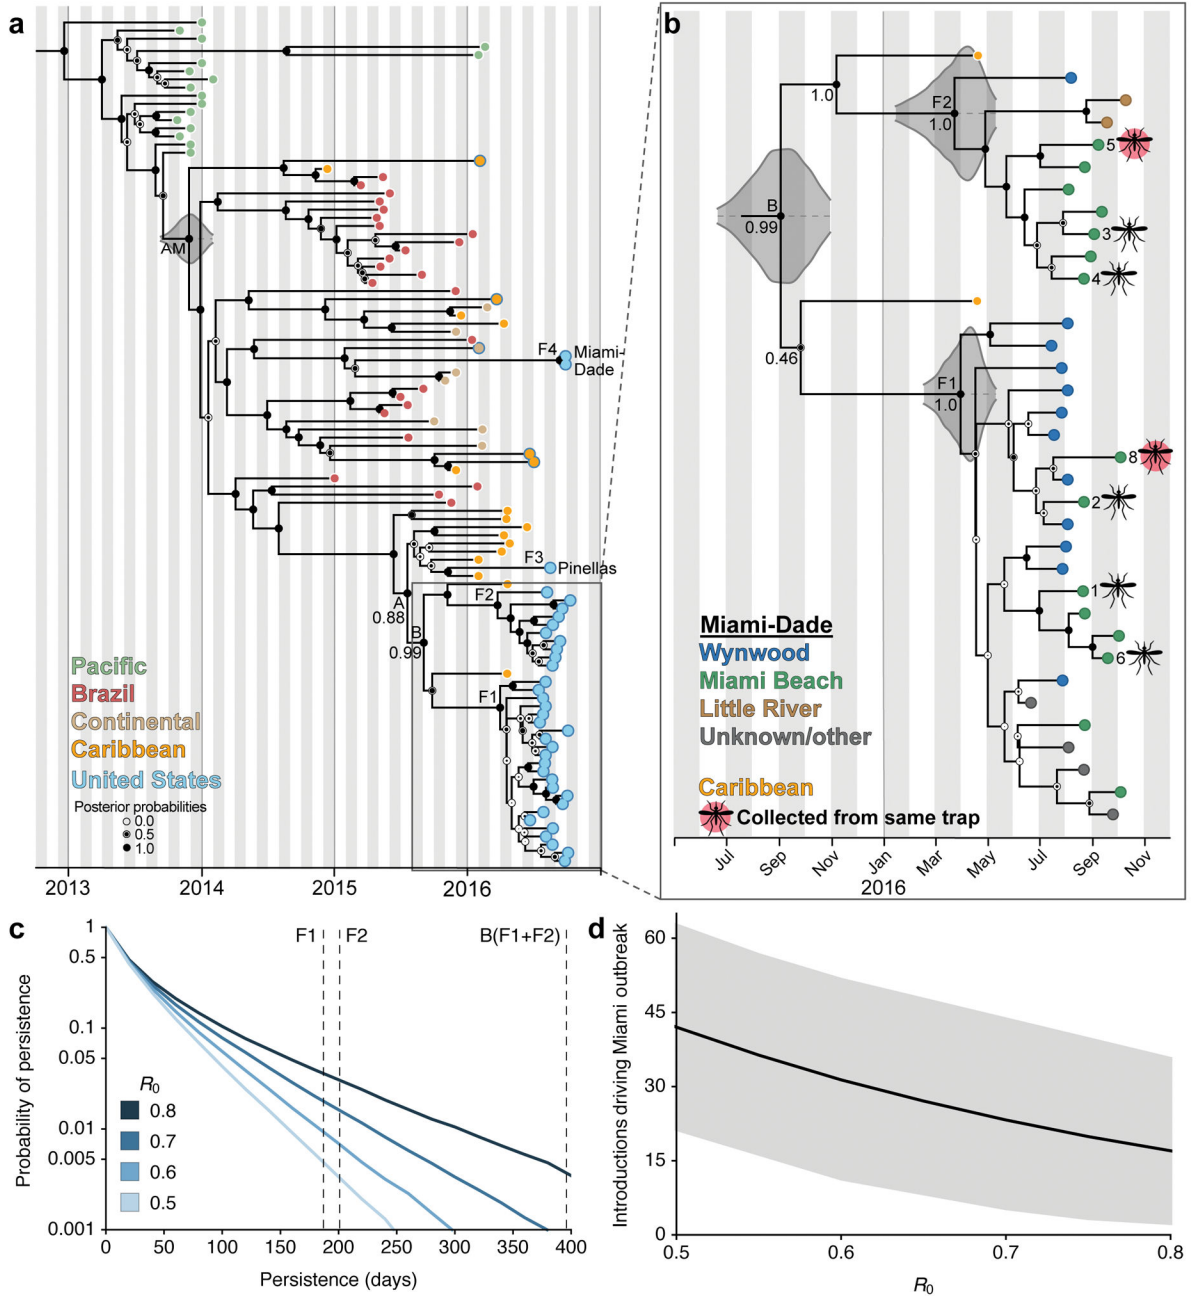 a
AM
F4
Miami-
Dade
F3
Pinellas
A
0.88
B
0.99
F2
F1
Pacific
Brazil
Continental
Caribbean
United States
Posterior probabilities
0.0
0.5
1.0
2013
2014
2015
2016
b
1.0
F2
1.0
B
0.99
0.46
F1
1.0
5
3
4
8
2
1
6
Miami-Dade
Wynwood
Miami Beach
Little River
Unknown/other
Caribbean
Collected from same trap
Jul
Sep
Nov
Jan
Mar
May
Jul
Sep
Nov
2016
c
F1
F2
B(F1+F2)
Probability of persistence
1
0.5
0.1
0.05
0.01
0.005
0.001
R0
0.8
0.7
0.6
0.5
0
50
100
150
200
250
300
350
400
Persistence (days)
d
Introductions driving Miami outbreak
60
45
30
15
0
0.5
0.6
0.7
0.8
R0